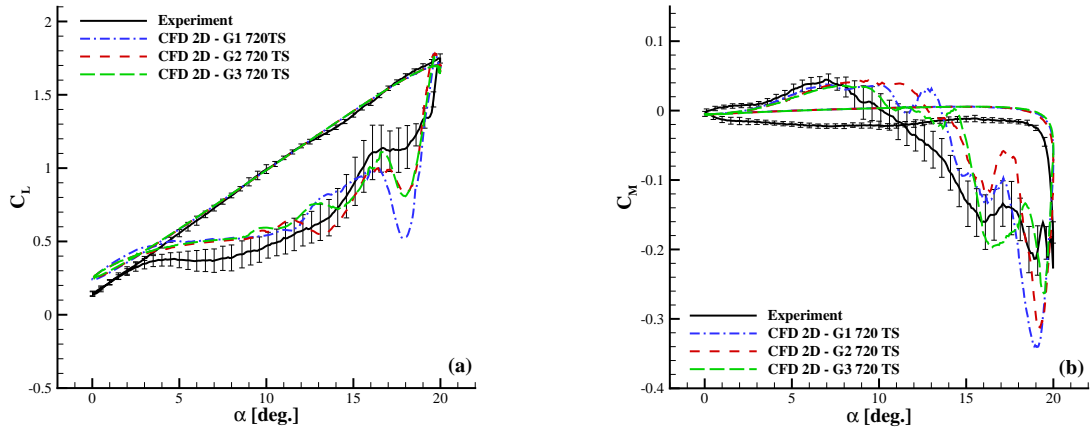 Experiment
CFD 2D - G1 720TS
CFD 2D - G2 720 TS
CFD 2D - G3 720 TS
2
1.5
1
0.5
0
-0.5
C_L
0 5 10 15 20
α [deg.]
(a)
0.1
0
-0.1
-0.2
-0.3
-0.4
C_M
Experiment
CFD 2D - G1 720 TS
CFD 2D - G2 720 TS
CFD 2D - G3 720 TS
(b)
0 5 10 15 20
α [deg.]